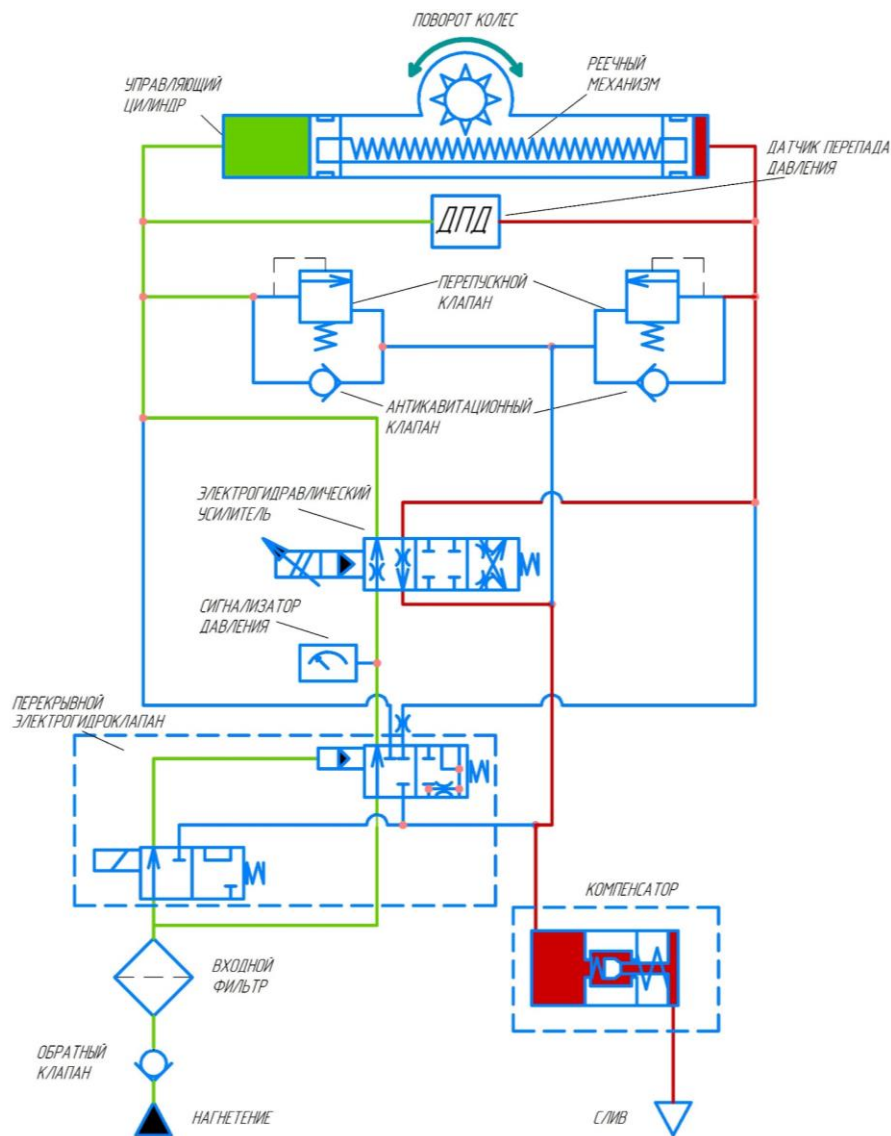 ПОВОРОТ КОЛЕС
УПРАВЛЯЮЩИЙ
ЦИЛИНДР
РЕЕЧНЫЙ
МЕХАНИЗМ
ДАТЧИК ПЕРЕПАДА
ДАВЛЕНИЯ
ДПД
ПЕРЕПУСКНОЙ
КЛАПАН
АНТИКАВИТАЦИОННЫЙ
КЛАПАН
ЭЛЕКТРОГИДРАВЛИЧЕСКИЙ
УСИЛИТЕЛЬ
СИГНАЛИЗАТОР
ДАВЛЕНИЯ
ПЕРЕКРЫВНОЙ
ЭЛЕКТРОГИДРОКЛАПАН
КОМПЕНСАТОР
ВХОДНОЙ
ФИЛЬТР
ОБРАТНЫЙ
КЛАПАН
НАГНЕТЕНИЕ
СЛИВ